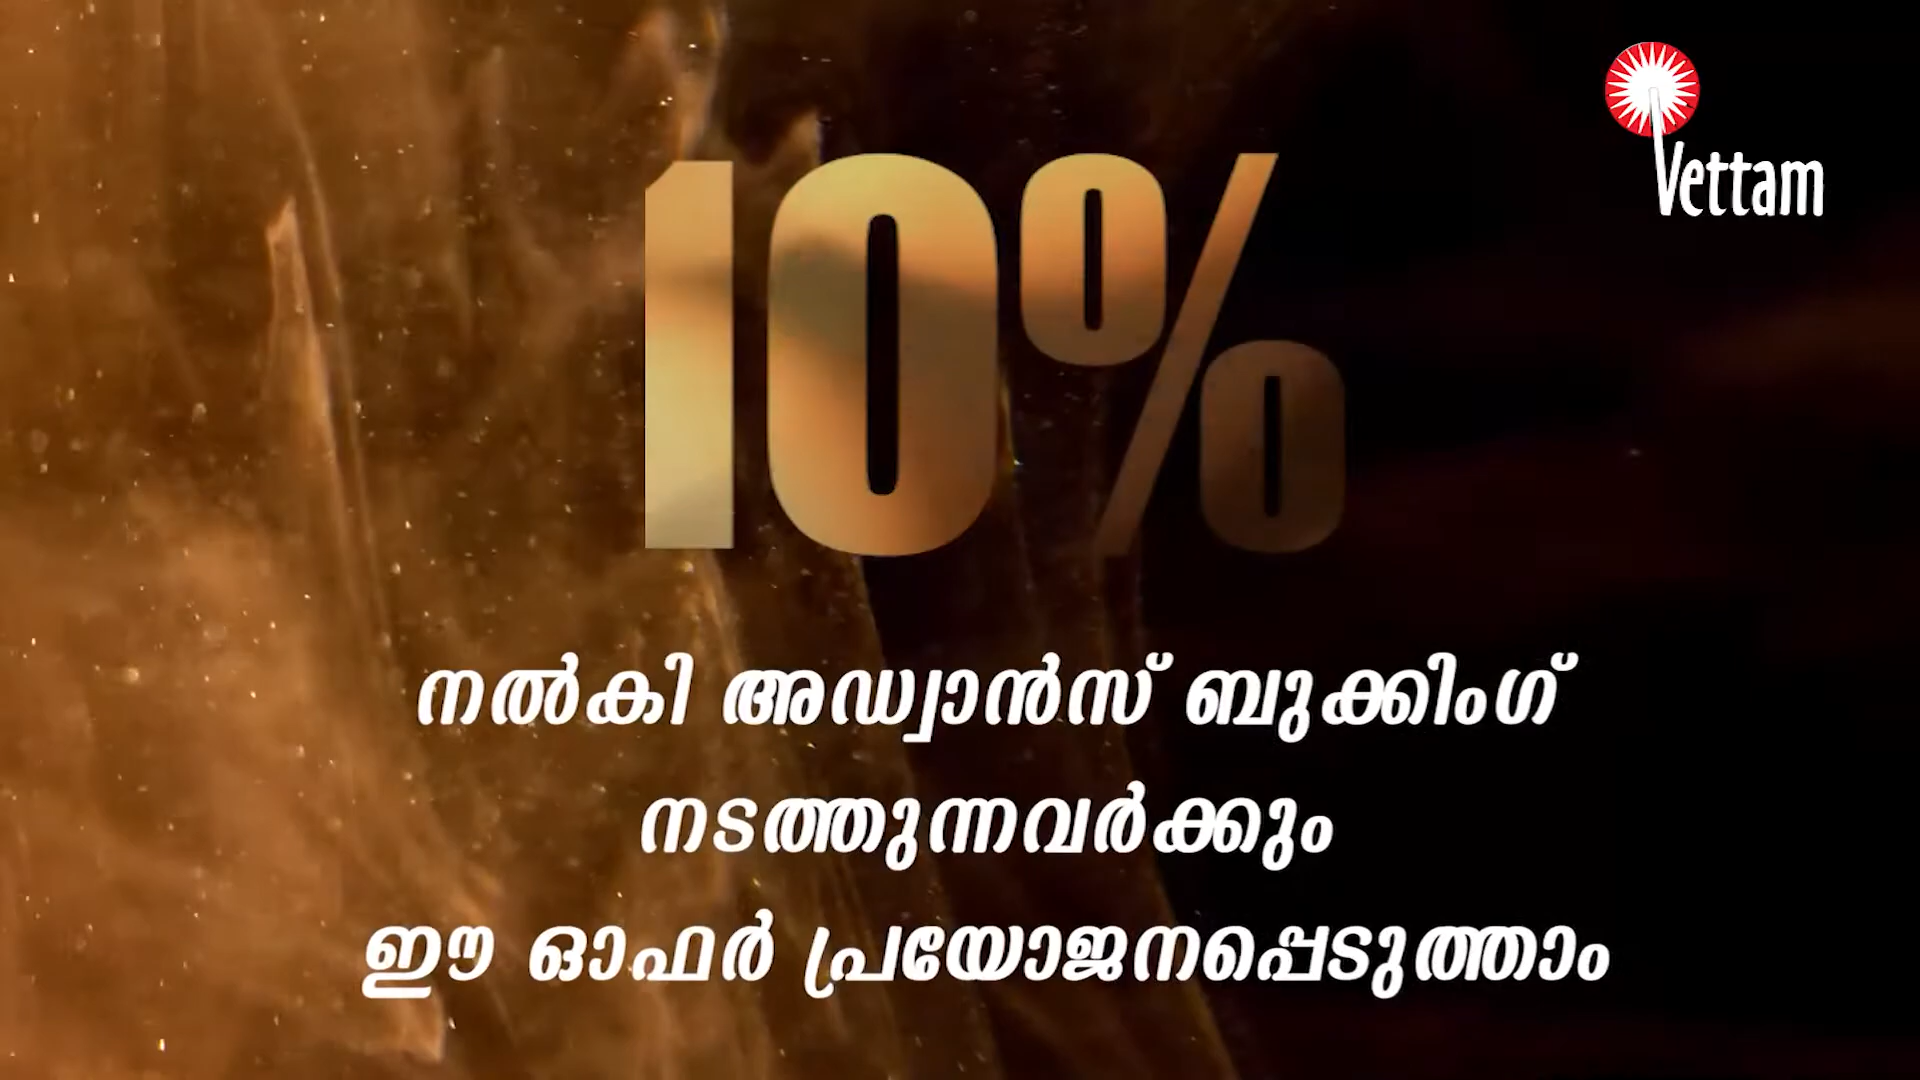 Vettam
10%
നൽകി അഡ്വാൻസ് ബുക്കിംഗ്
നടത്തുന്നവർക്കും
ഈ ഓഫർ പ്രയോജനപ്പെടുത്താം